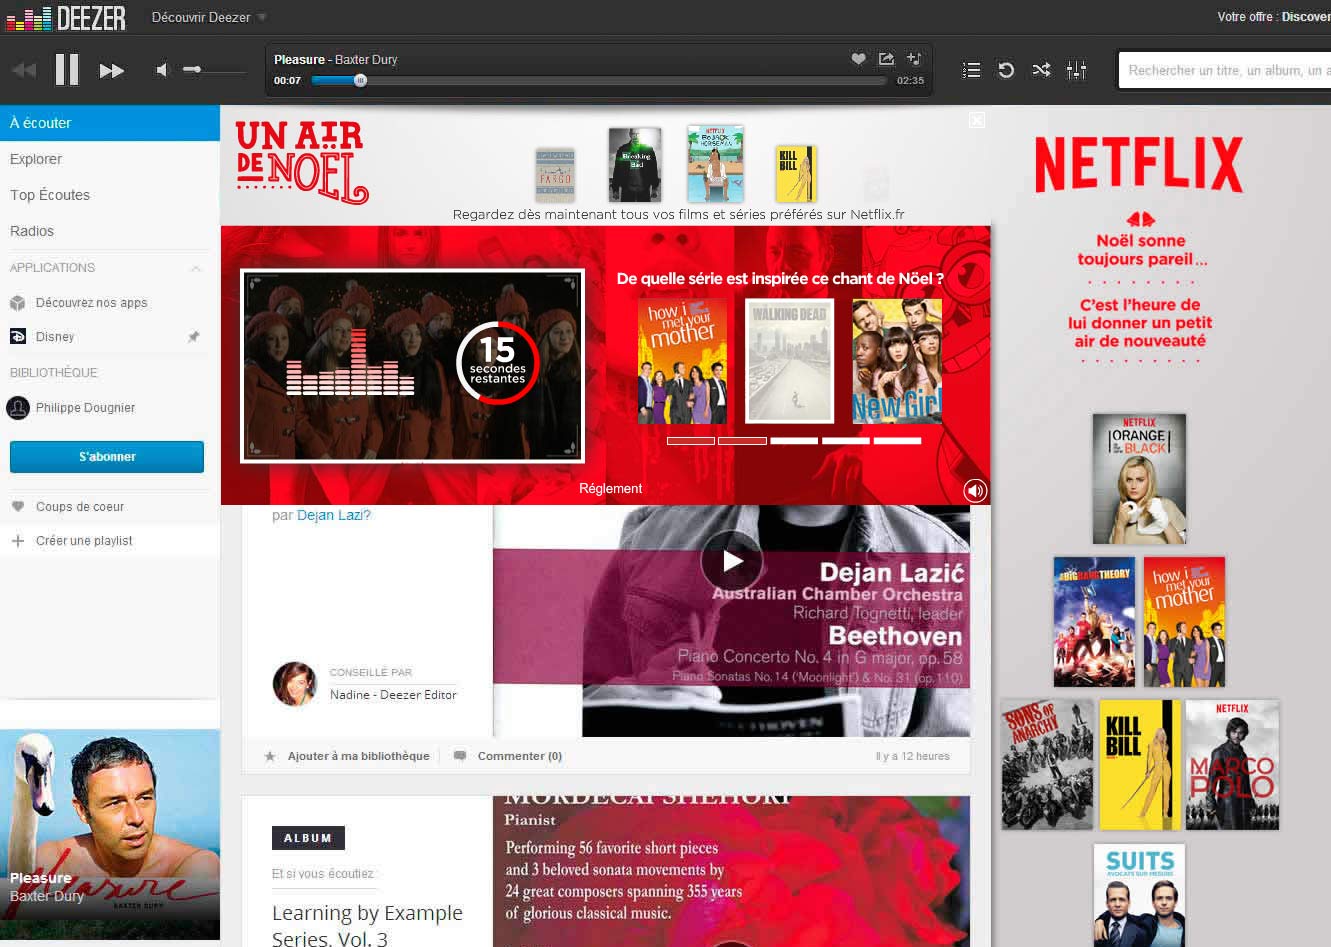 DEEZER
Découvrir Deezer
Votre offre : Discover
Pleasure - Baxter Dury
00:07
02:35
Rechercher un titre, un album, un a
À écouter
Explorer
Top Écoutes
Radios
APPLICATIONS
Découvrez nos apps
Disney
BIBLIOTHÈQUE
Philippe Dougnier
S'abonner
Coups de coeur
Créer une playlist
Pleasure
Pleasure
Baxter Dury
BAXTER DURY
UN AIR
DE NOËL
FARGO
Breaking
Bad
NETFLIX
BOJACK
HORSEMAN
KILL
BILL
Regardez dès maintenant tous vos films et séries préférés sur Netflix.fr
15
secondes
restantes
De quelle série est inspirée ce chant de Nöel ?
how i
met your
mother
WALKING DEAD
New Girl
Réglement
par Dejan Lazi?
CONSEILLÉ PAR
Nadine - Deezer Editor
Dejan Lazić
Australian Chamber Orchestra
Richard Tognetti, leader
Beethoven
Piano Concerto No. 4 in G major, op. 58
Piano Sonatas No. 14 ('Moonlight') & No. 31 (op. 110)
Ajouter à ma bibliothèque
Commenter (0)
Il y a 12 heures
ALBUM
Et si vous écoutiez :
Learning by Example
Series, Vol. 3
MORDECAI SHEHORI
Pianist
Performing 56 favorite short pieces
and 3 beloved sonata movements by
24 great composers spanning 355 years
of glorious classical music.
NETFLIX
Noël sonne
toujours pareil...
C'est l'heure de
lui donner un petit
air de nouveauté
NETFLIX
ORANGE
IS THE NEW
BLACK
THE BIG BANG THEORY
how i
met your
mother
SONS OF
ANARCHY
KILL
BILL
NETFLIX
MARCO
POLO
SUITS
AVOCATS SUR MESURE